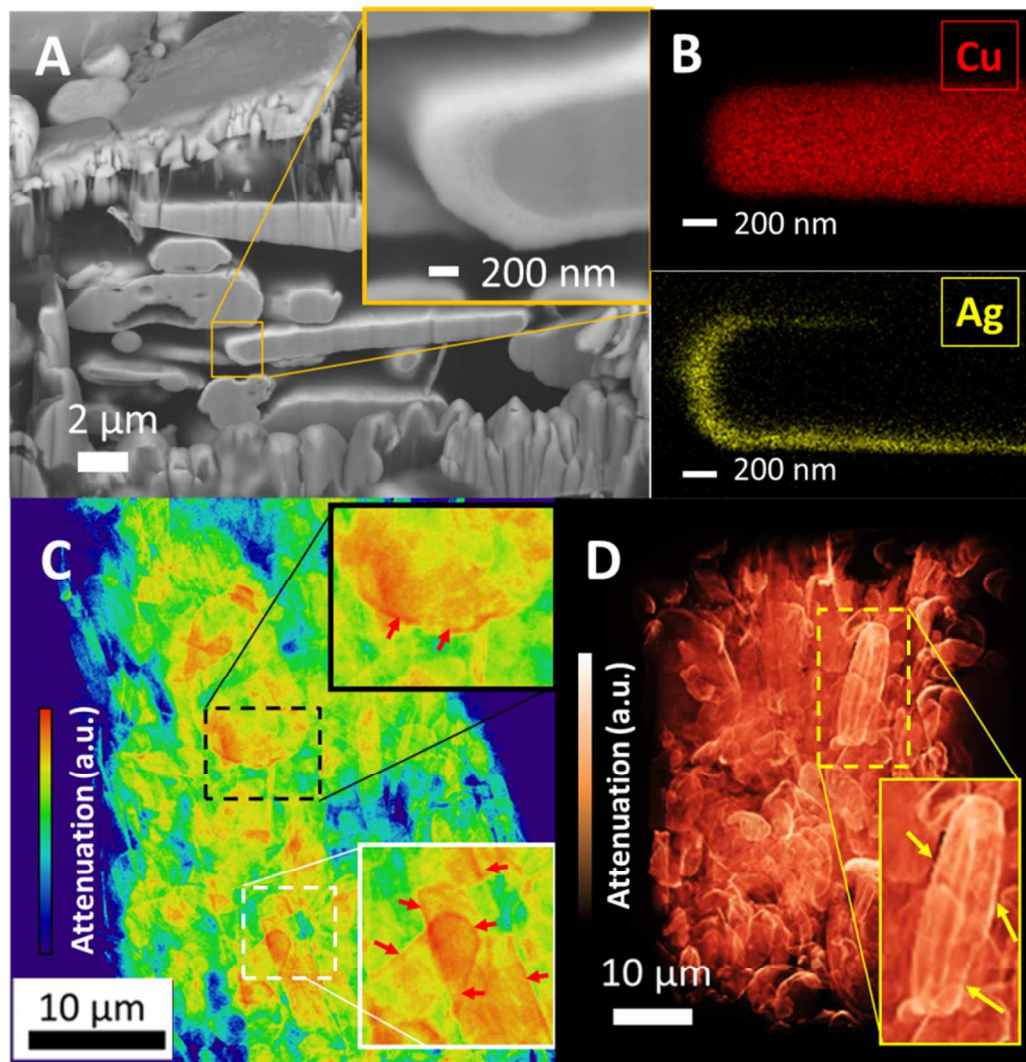 A
200 nm
2 μm
B
Cu
200 nm
Ag
200 nm
C
Attenuation (a.u.)
10 μm
D
Attenuation (a.u.)
10 μm